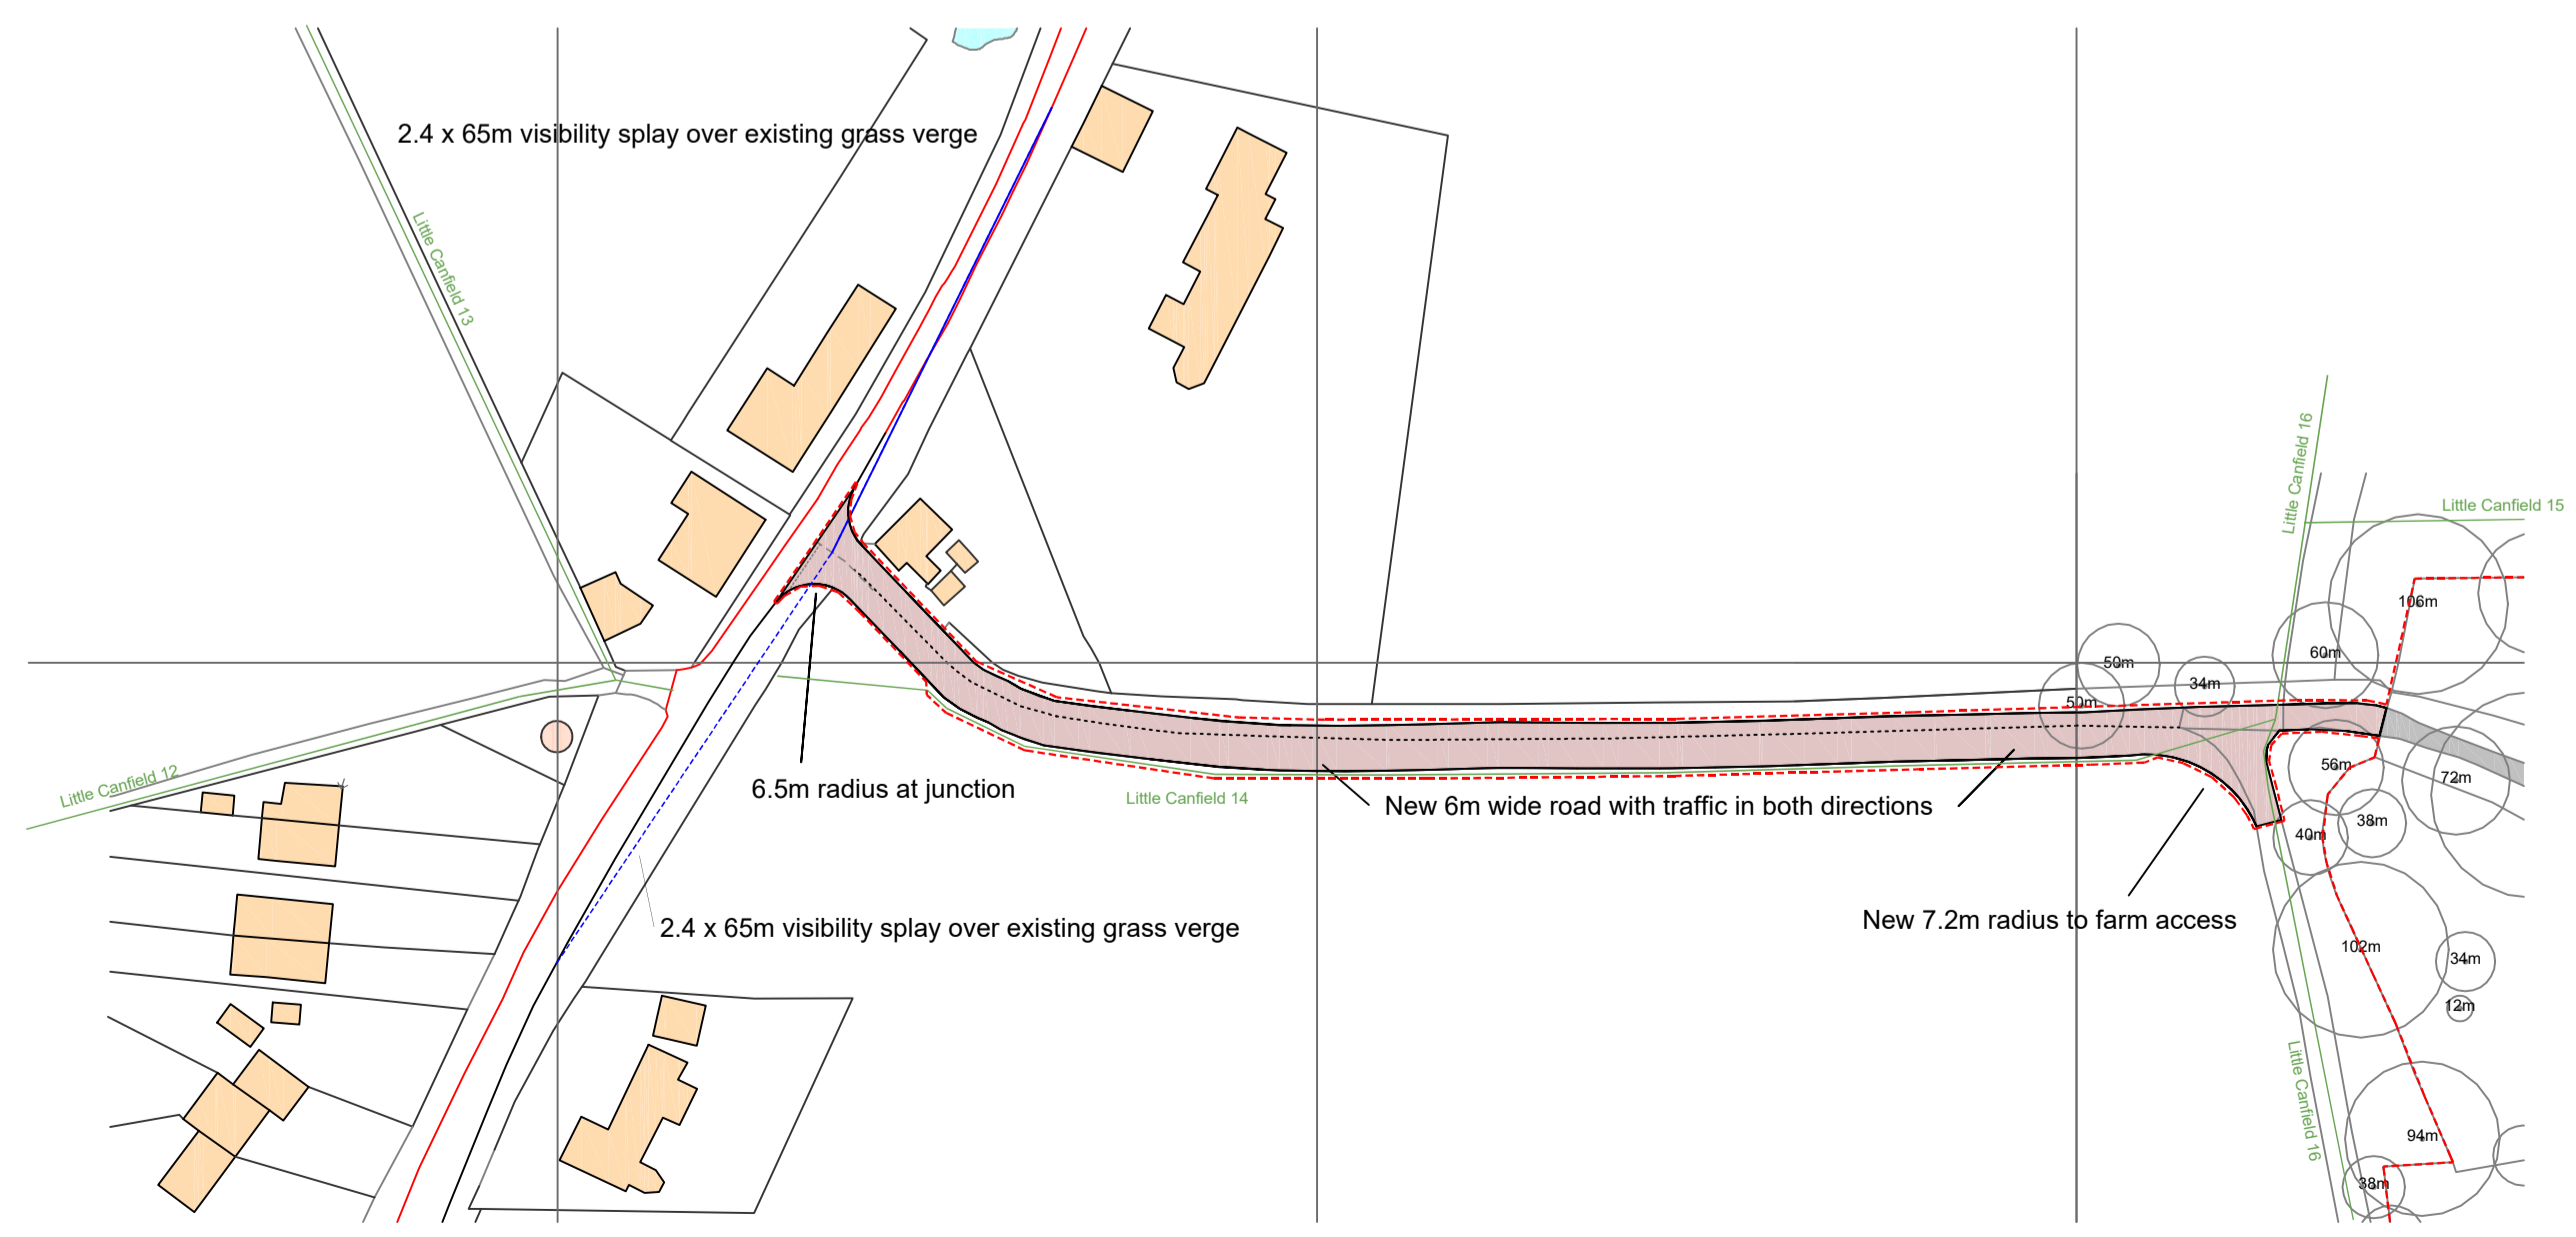 2.4 x 65m visibility splay over existing grass verge
Little Canfield 13
Little Canfield 16
Little Canfield 15
106m
60m
50m
34m
50m
Little Canfield 12
6.5m radius at junction
Little Canfield 14
New 6m wide road with traffic in both directions
56m
72m
38m
40m
2.4 x 65m visibility splay over existing grass verge
New 7.2m radius to farm access
102m
34m
12m
Little Canfield 16
94m
38m